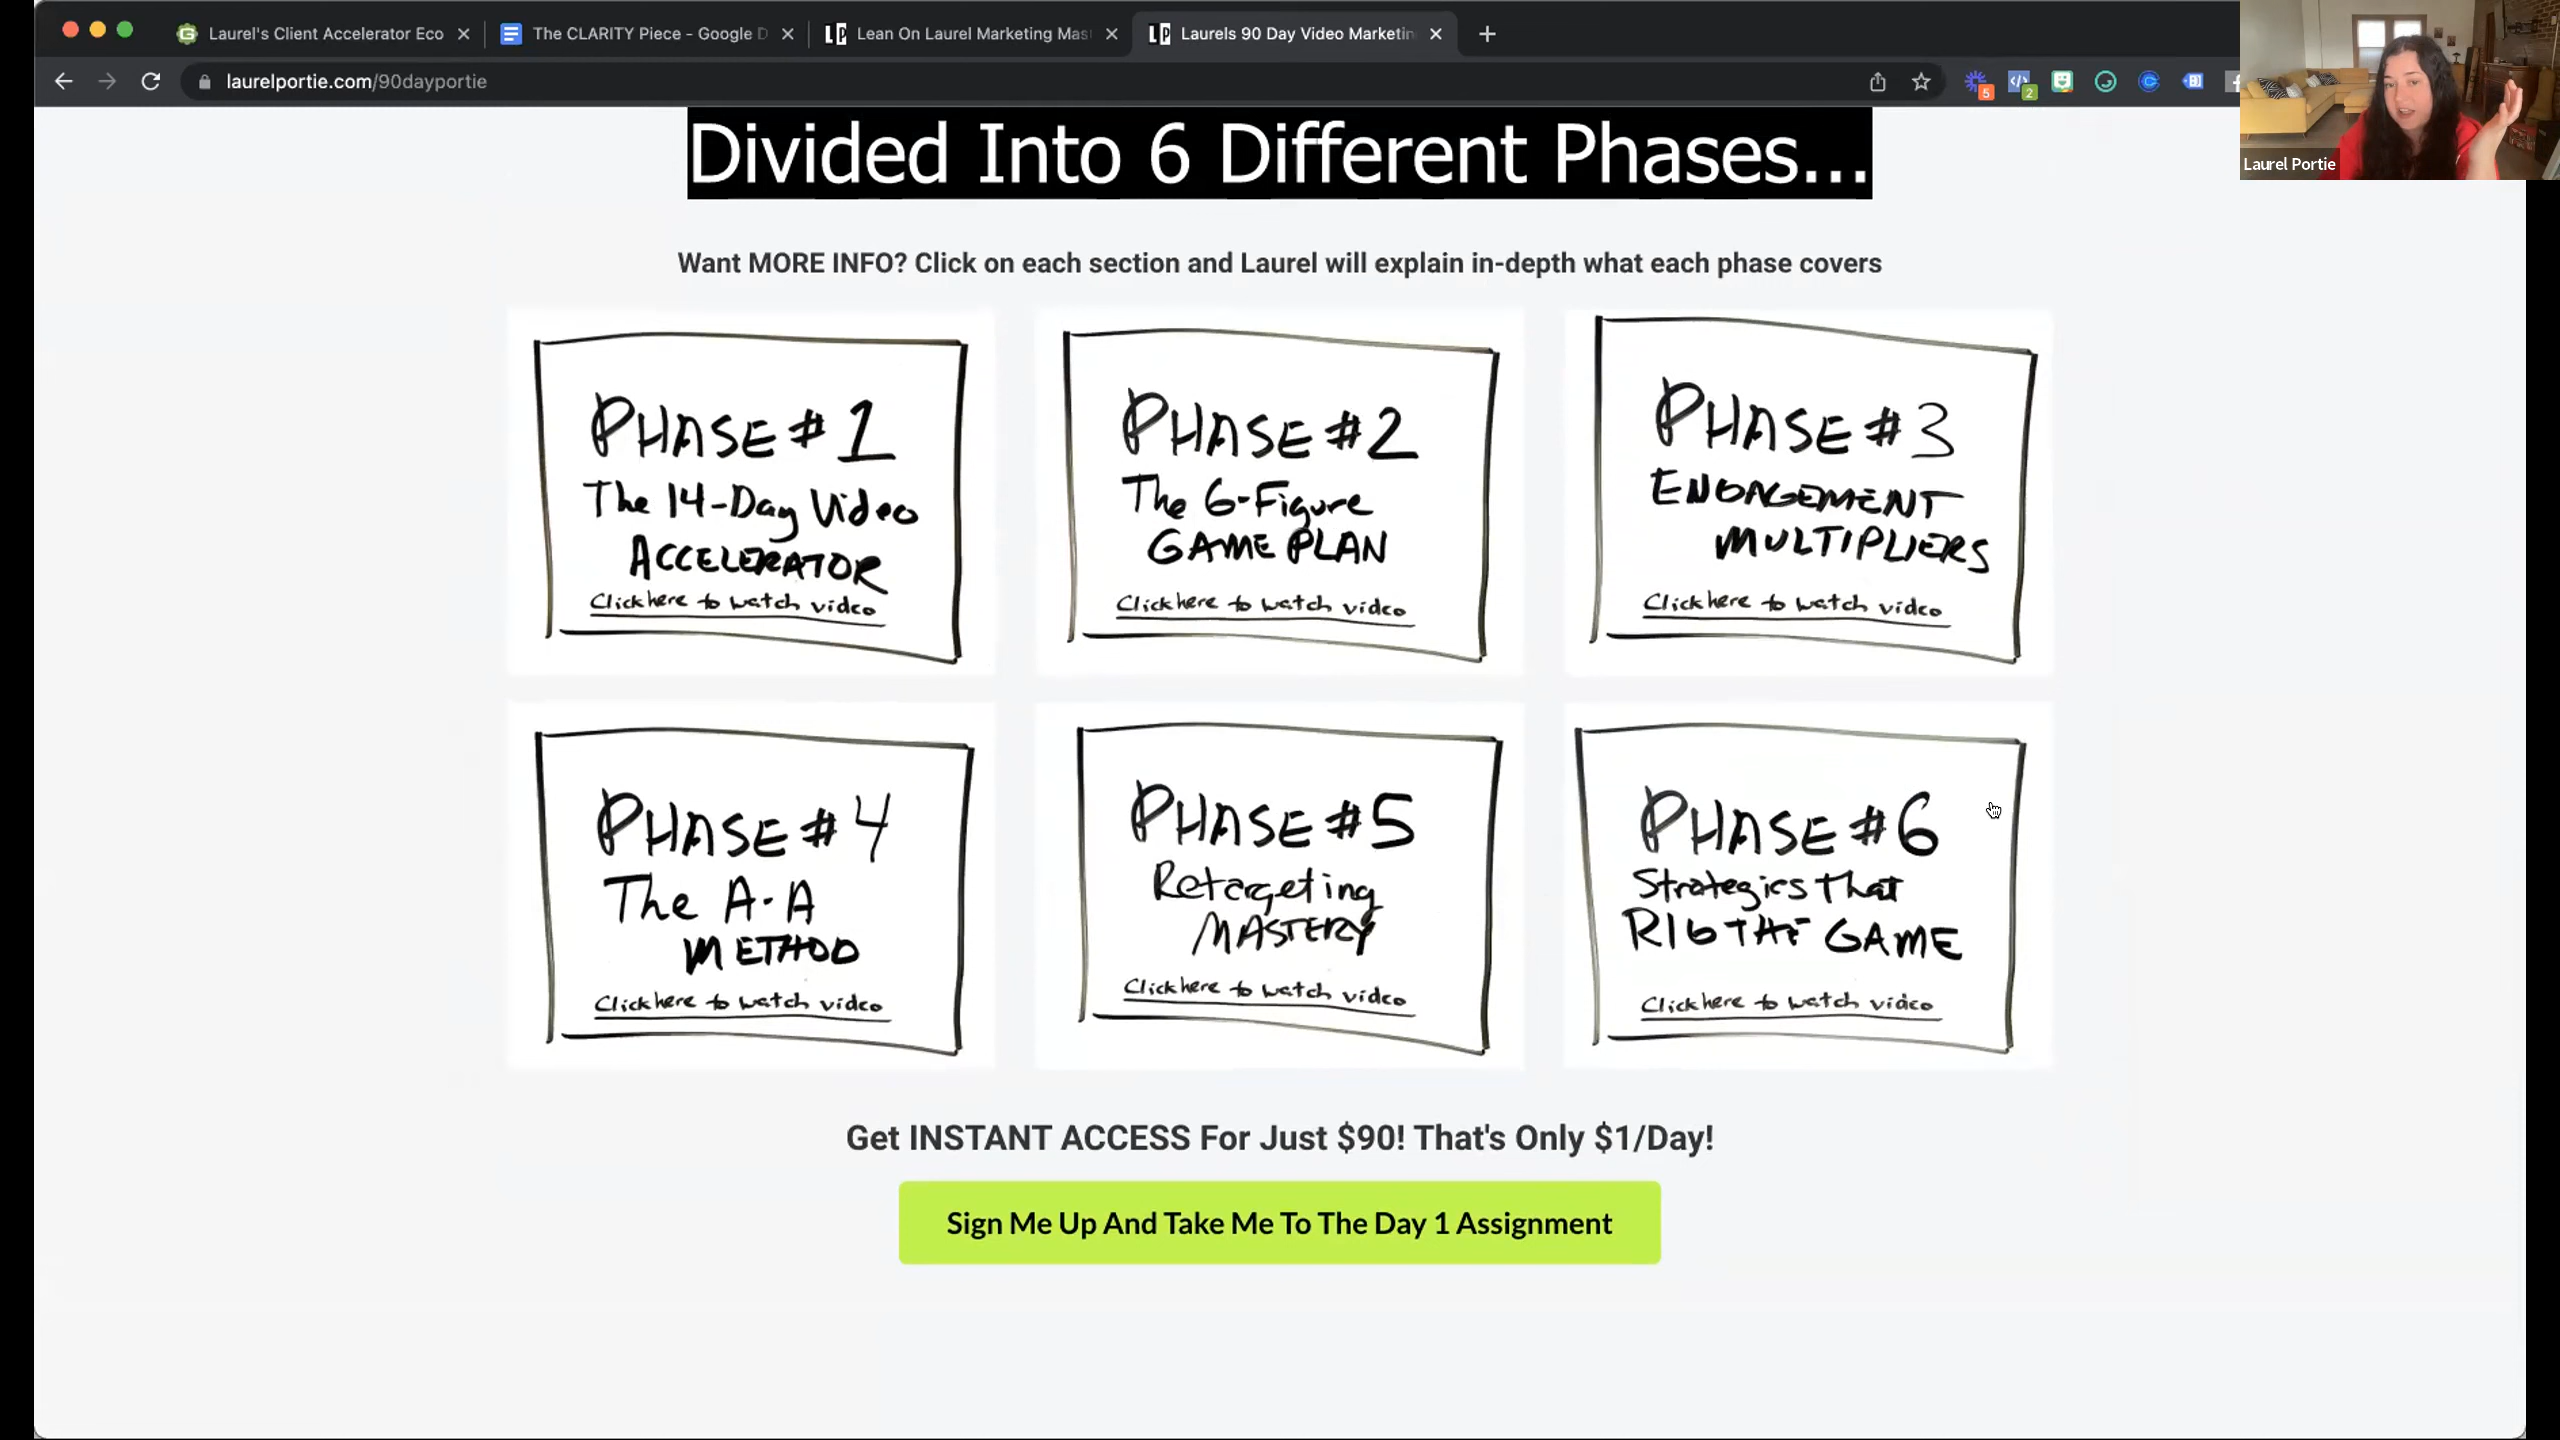 Laurel's Client Accelerator Eco
The CLARITY Piece - Google D
Lean On Laurel Marketing Mas
Laurels 90 Day Video Marketin
laurelportie.com/90dayportie
5
2
Laurel Portie
Divided Into 6 Different Phases...
Want MORE INFO? Click on each section and Laurel will explain in-depth what each phase covers
PHASE #1
The 14-Day Video
ACCELERATOR
Click here to watch video
PHASE #2
The 6-Figure
GAME PLAN
Click here to watch video
PHASE #3
ENGAGEMENT
MULTIPLIERS
Click here to watch video
PHASE #4
The A-A
METHOD
Click here to watch video
PHASE #5
Retargeting
MASTERY
Click here to watch video
PHASE #6
Strategies That
RIG THE GAME
Click here to watch video
Get INSTANT ACCESS For Just $90! That's Only $1/Day!
Sign Me Up And Take Me To The Day 1 Assignment